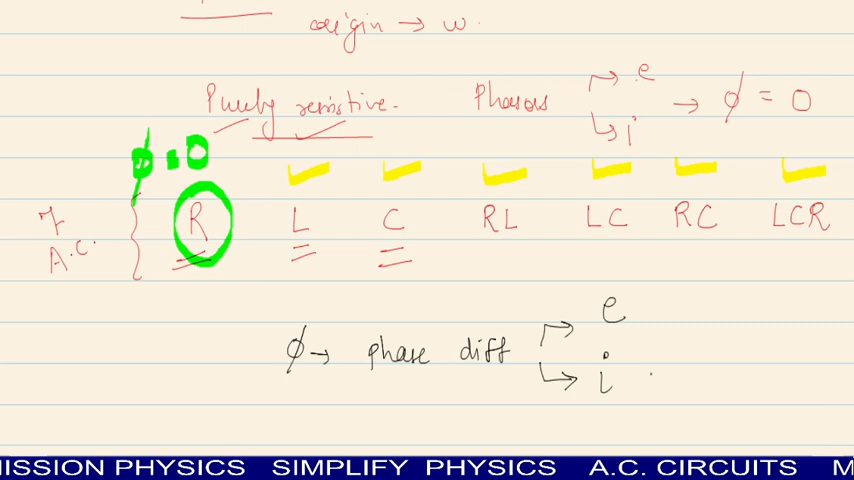 origin → ω.
Purely resistive. Phasors → e → i → ϕ = 0
ϕ = 0
7 A.C. { R L C RL LC RC LCR
ϕ → phase diff → e → i
MISSION PHYSICS SIMPLIFY PHYSICS A.C. CIRCUITS M